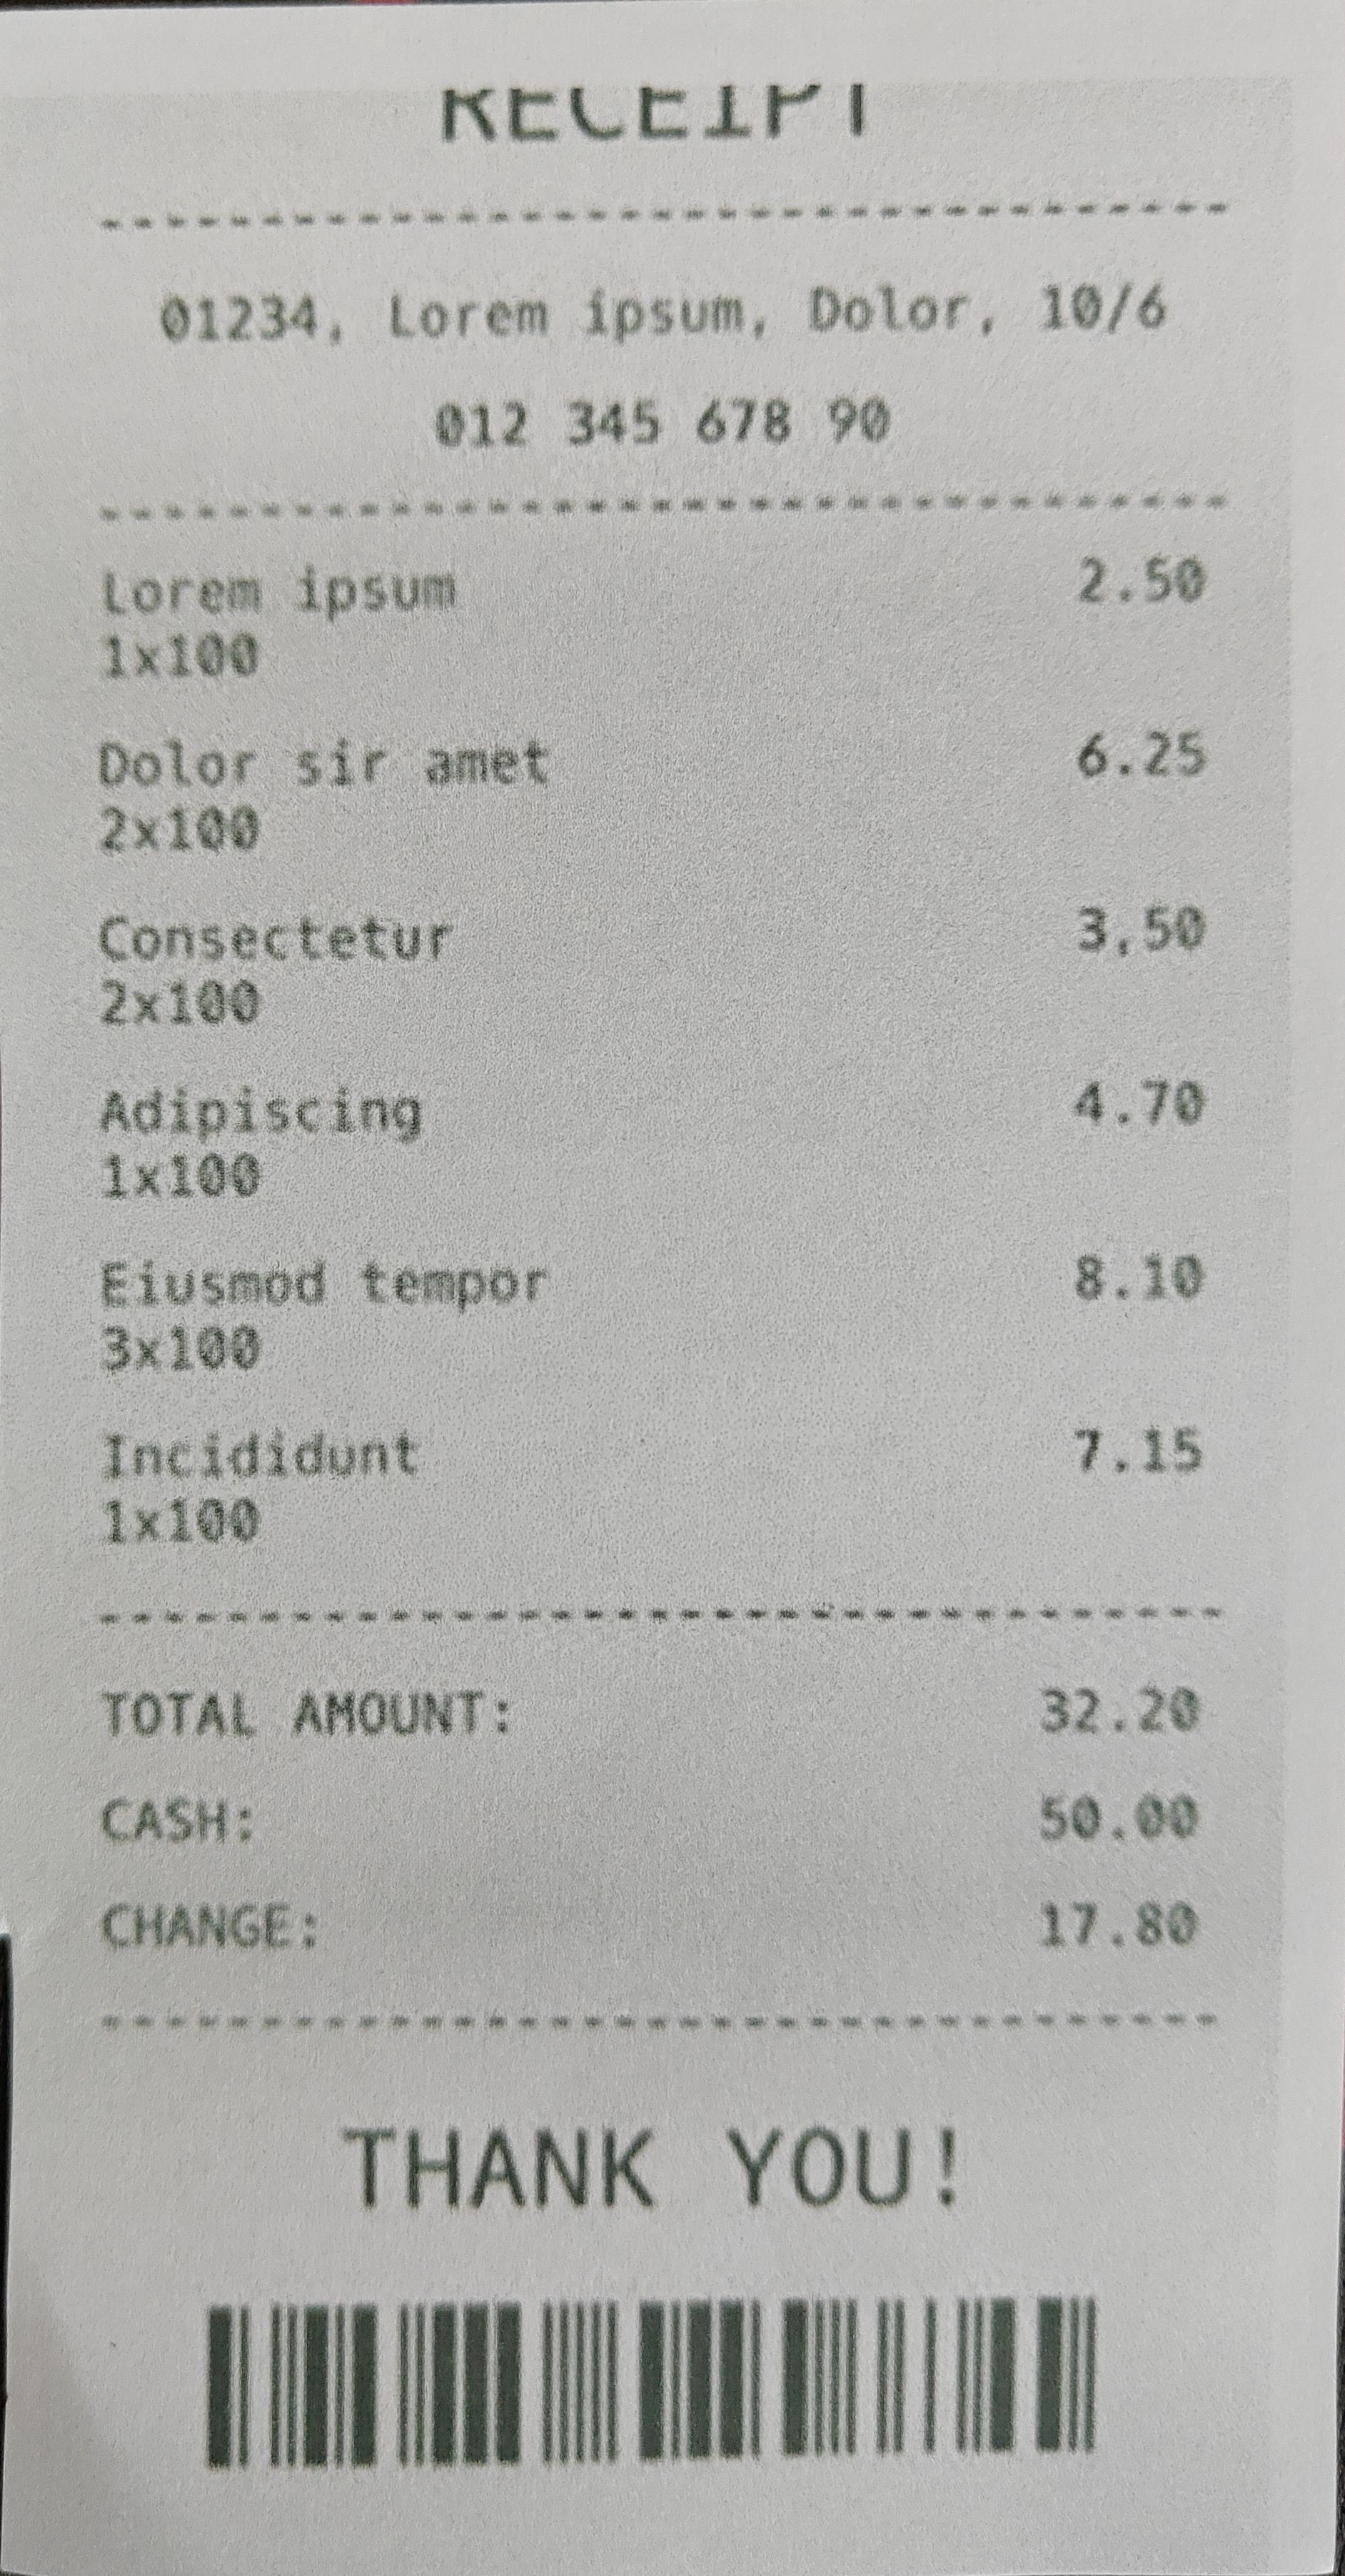 RECEIPT
01234, Lorem ipsum, Dolor, 10/6
012 345 678 90
Lorem ipsum 2.50
1x100
Dolor sir amet 6.25
2x100
Consectetur 3,50
2x100
Adipiscing 4.70
1x100
Eiusmod tempor 8.10
3x100
Incididunt 7.15
1x100
TOTAL AMOUNT: 32.20
CASH: 50.00
CHANGE: 17.80
THANK YOU!